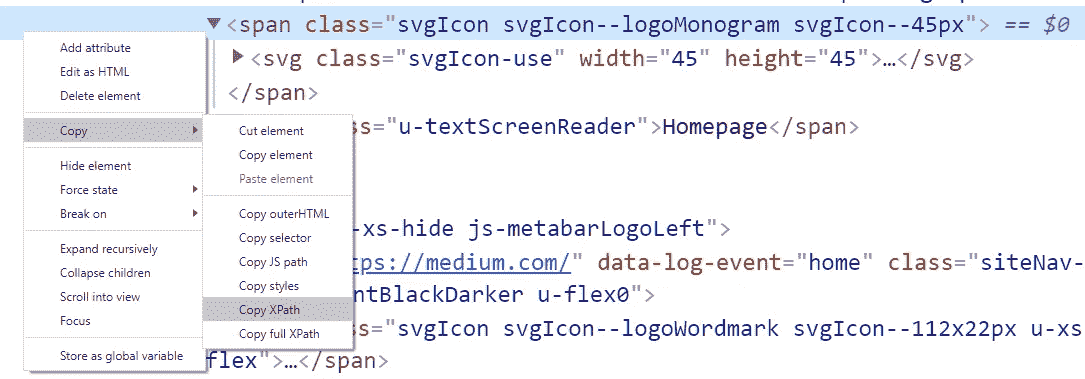 <span class="svgIcon svgIcon--logoMonogram svgIcon--45px"> == $0
<svg class="svgIcon-use" width="45" height="45">…</svg>
</span>
ss="u-textScreenReader">Homepage</span>
-xs-hide js-metabarLogoLeft">
tps://medium.com/" data-log-event="home" class="siteNav-
ntBlackDarker u-flex0">
ss="svgIcon svgIcon--logoWordmark svgIcon--112x22px u-xs
flex">…</span>
Add attribute
Edit as HTML
Delete element
Copy
Hide element
Force state
Break on
Expand recursively
Collapse children
Scroll into view
Focus
Store as global variable
Cut element
Copy element
Paste element
Copy outerHTML
Copy selector
Copy JS path
Copy styles
Copy XPath
Copy full XPath